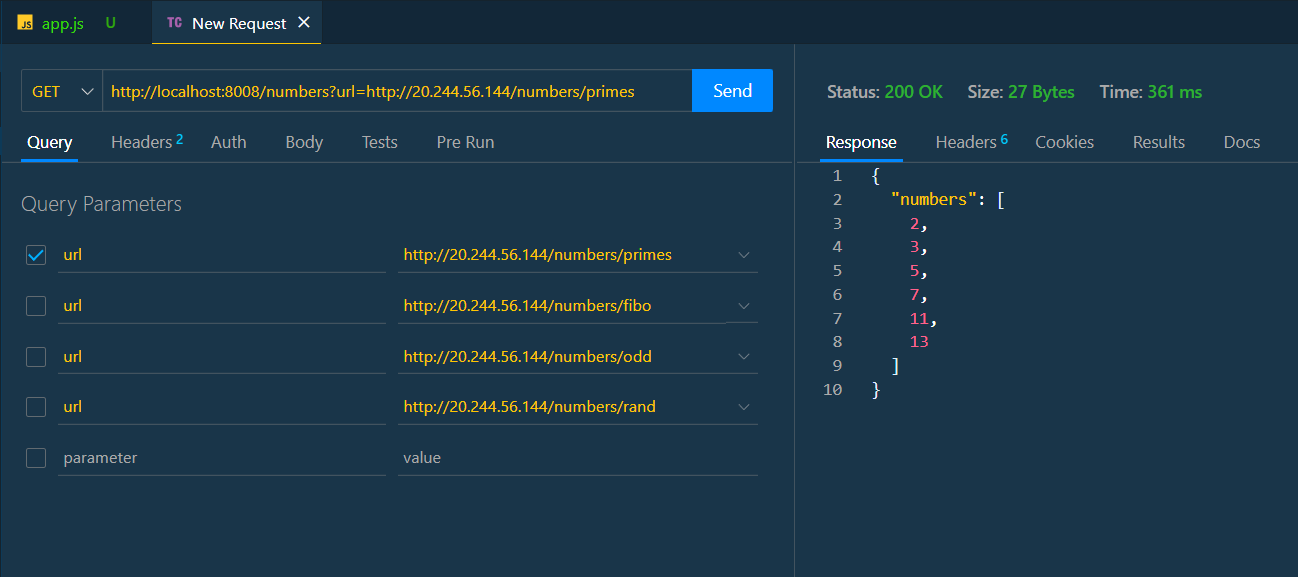 JS app.js U TC New Request ×
GET http://localhost:8008/numbers?url=http://20.244.56.144/numbers/primes Send
Query Headers 2 Auth Body Tests Pre Run
Query Parameters
url http://20.244.56.144/numbers/primes
url http://20.244.56.144/numbers/fibo
url http://20.244.56.144/numbers/odd
url http://20.244.56.144/numbers/rand
parameter value
Status: 200 OK Size: 27 Bytes Time: 361 ms
Response Headers 6 Cookies Results Docs
1 {
2 "numbers": [
3 2,
4 3,
5 5,
6 7,
7 11,
8 13
9 ]
10 }